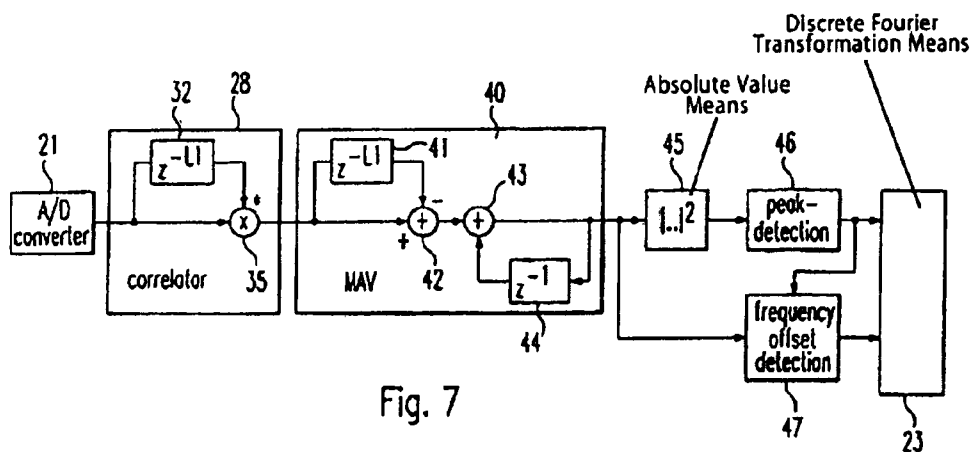 Discrete Fourier
Transformation Means
Absolute Value
Means
28
40
32
41
21
43
45
46
z^-L1
z^-L1
A/D
converter
*
-
+
+
+
x
|..|²
peak-
detection
correlator
35
MAV
42
z^-1
44
frequency
offset
detection
47
23
Fig. 7